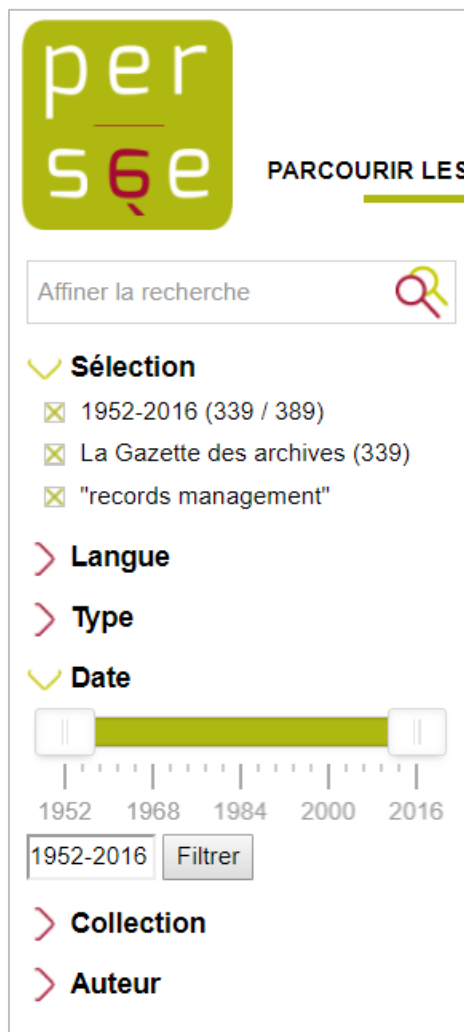 per
sée
PARCOURIR LES
Affiner la recherche
Sélection
1952-2016 (339 / 389)
La Gazette des archives (339)
"records management"
Langue
Type
Date
1952 1968 1984 2000 2016
1952-2016 Filtrer
Collection
Auteur